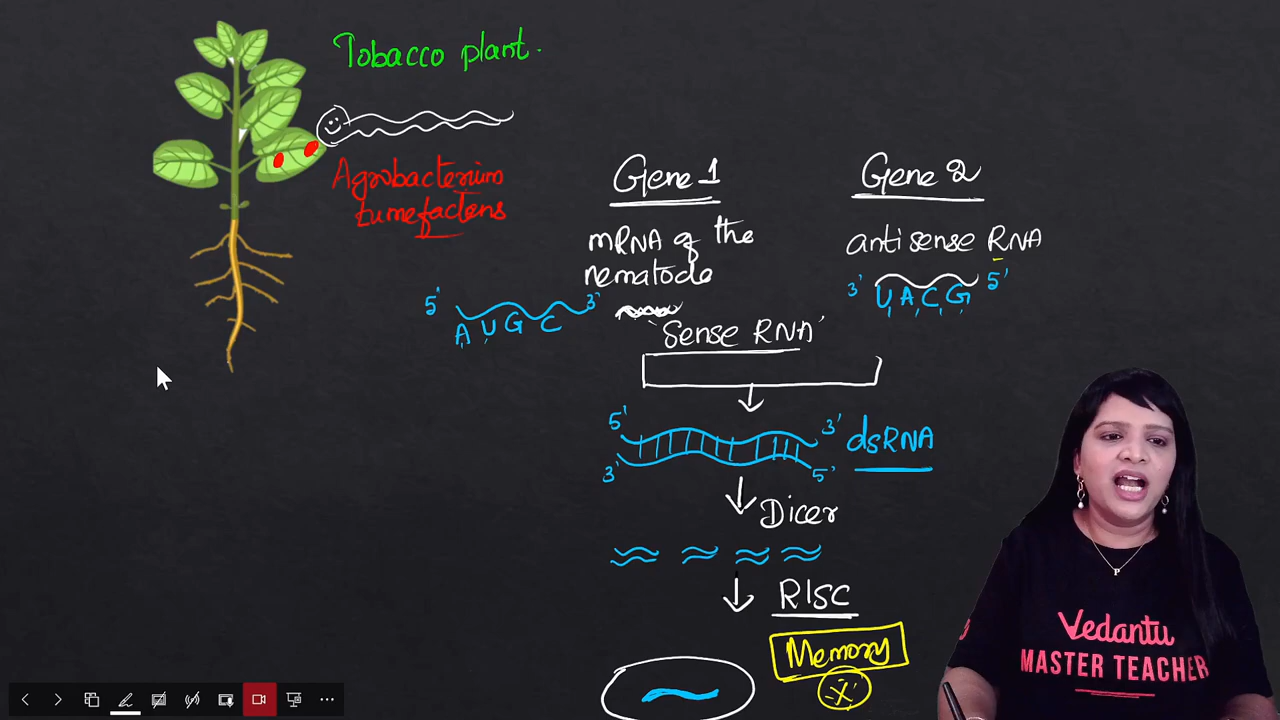 Tobacco plant.
Agrobacterium
tumefaciens
Gene 1
mRNA of the
nematode
5' 3'
A U G C
'Sense RNA'
Gene 2
antisense RNA
3' 5'
U A C G
5' 3' dsRNA
3' 5'
Dicer
RISC
Memory
X
Vedantu
MASTER TEACHER
P